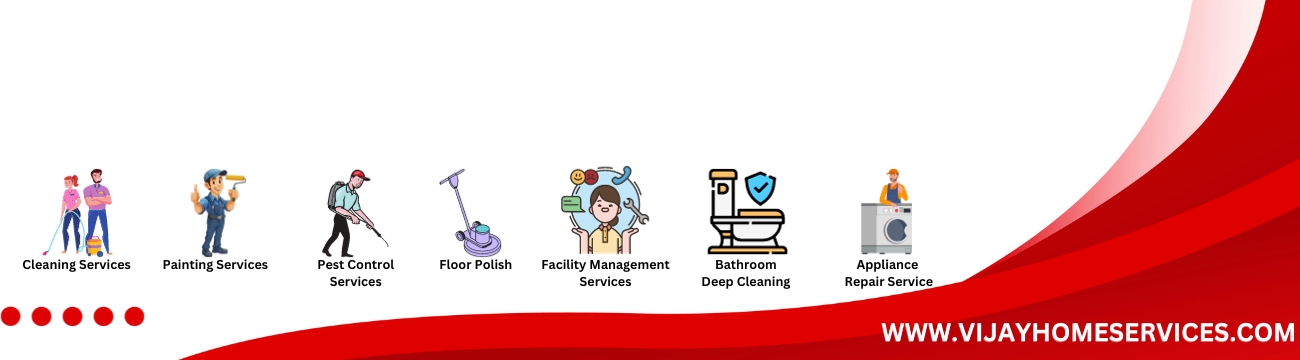 Cleaning Services
Painting Services
Pest Control
Services
Floor Polish
Facility Management
Services
Bathroom
Deep Cleaning
Appliance
Repair Service
WWW.VIJAYHOMESERVICES.COM